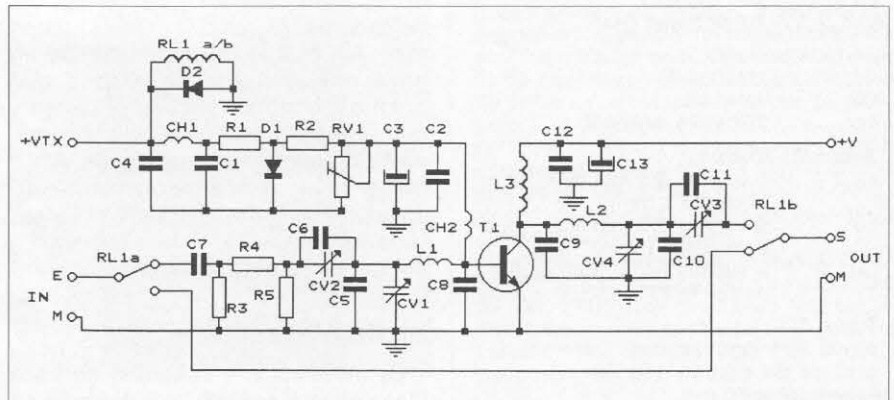 RL1 a/b
D2
+VTX
CH1
R1
D1
R2
RV1
C3
C2
C12
+V
C4
C1
C13
L3
C11
CH2
T1
L2
CV3
RL1b
RL1a
C7
R4
C6
L1
C9
S
E
CV2
CV4
C10
OUT
IN
R3
R5
C5
CV1
C8
M
M